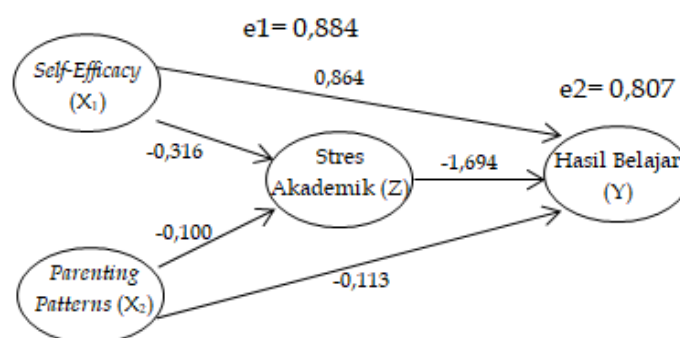 e1= 0,884
Self-Efficacy
(X₁)
0,864
e2= 0,807
-0,316
Stres
Akademik (Z)
-1,694
Hasil Belajar
(Y)
-0,100
Parenting
Patterns (X₂)
-0,113